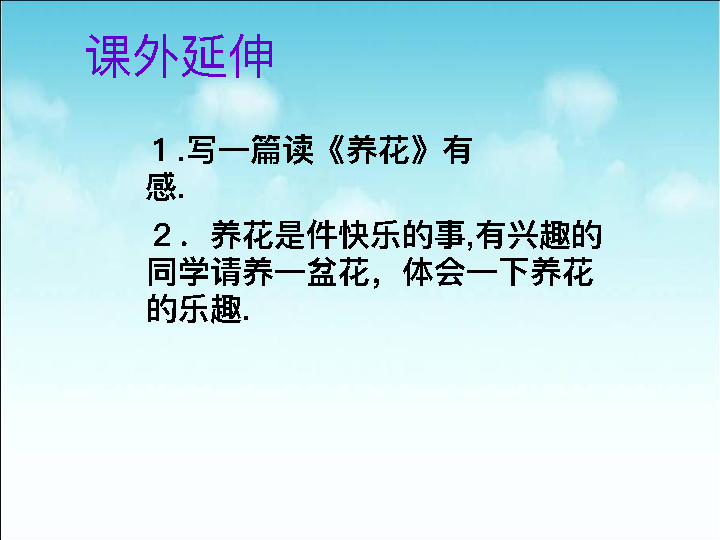 课外延伸
１.写一篇读《养花》有
感.
２．养花是件快乐的事,有兴趣的
同学请养一盆花，体会一下养花
的乐趣.